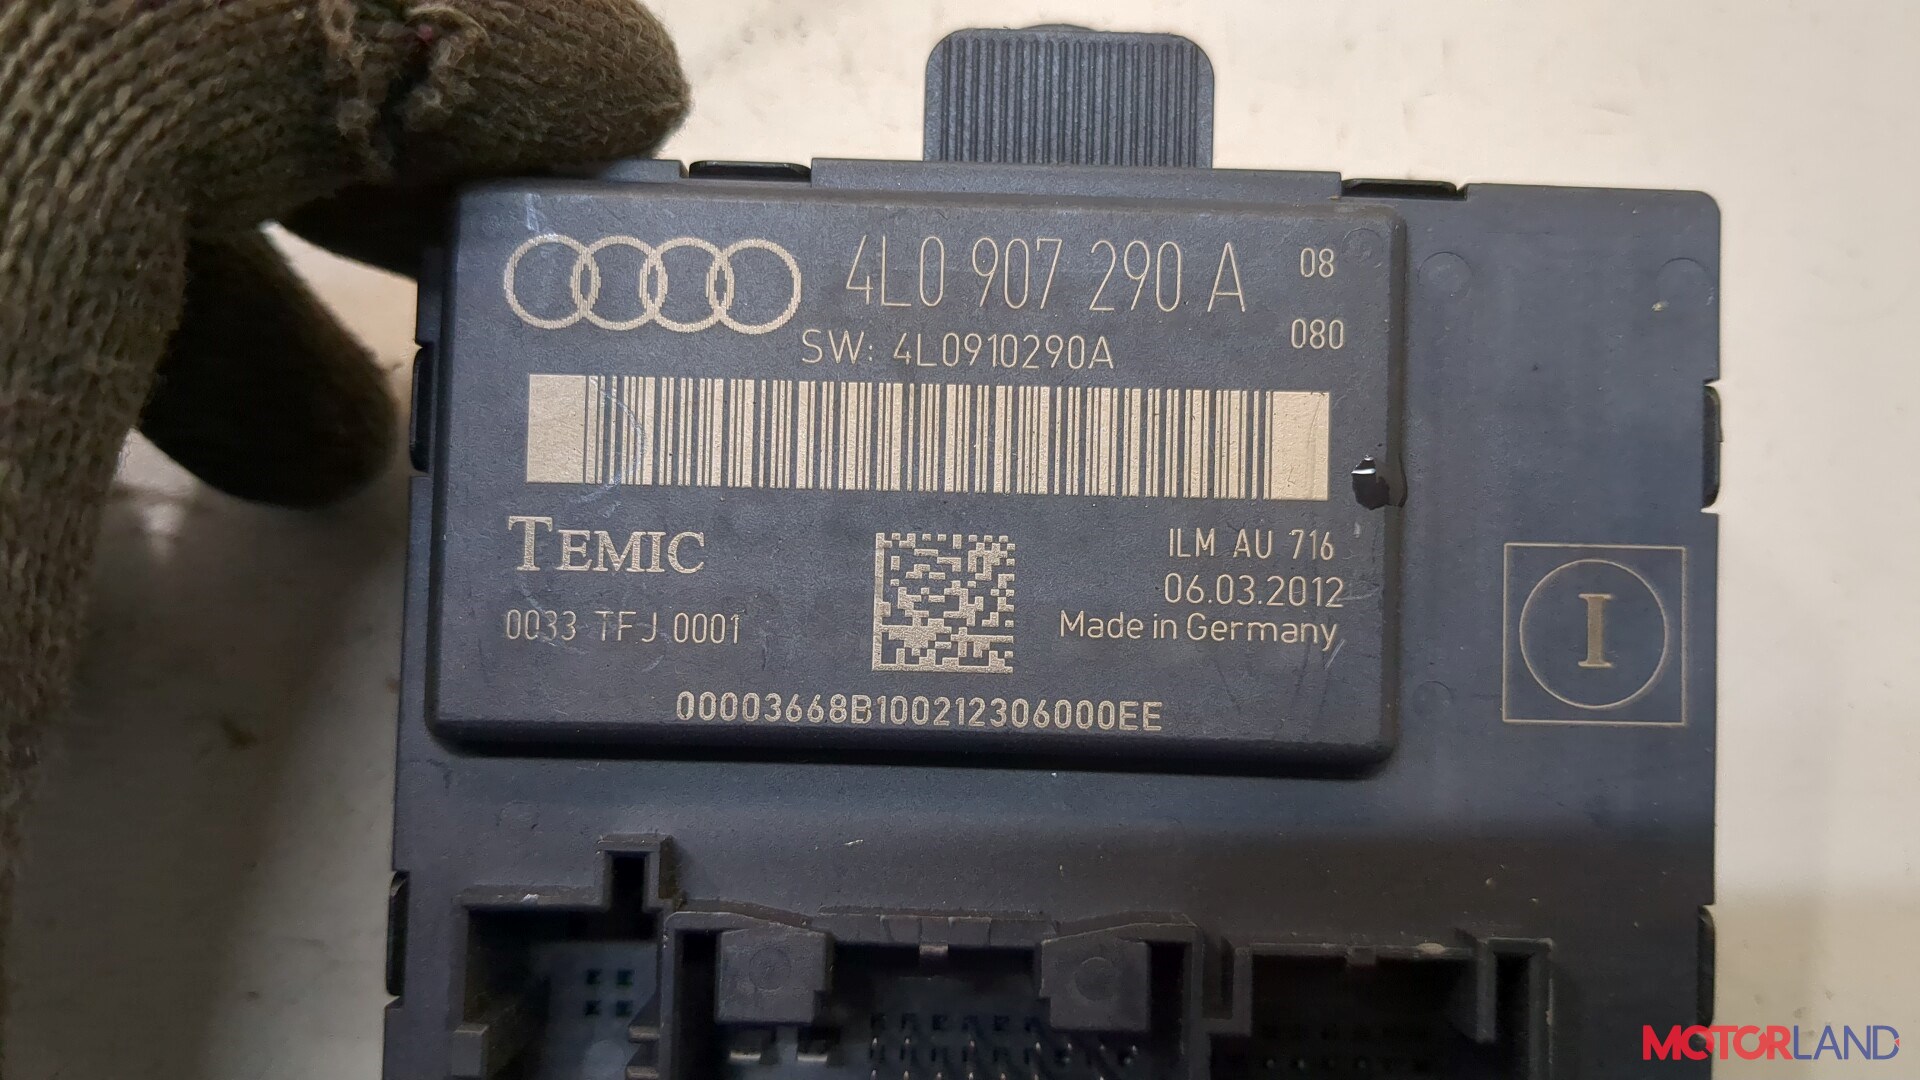 4L0 907 290 A 08
SW: 4L0910290A 080
TEMIC
ILM AU 716
06.03.2012
0033 TFJ 0001
Made in Germany
00003668B100212306000EE
I
MOTORLAND